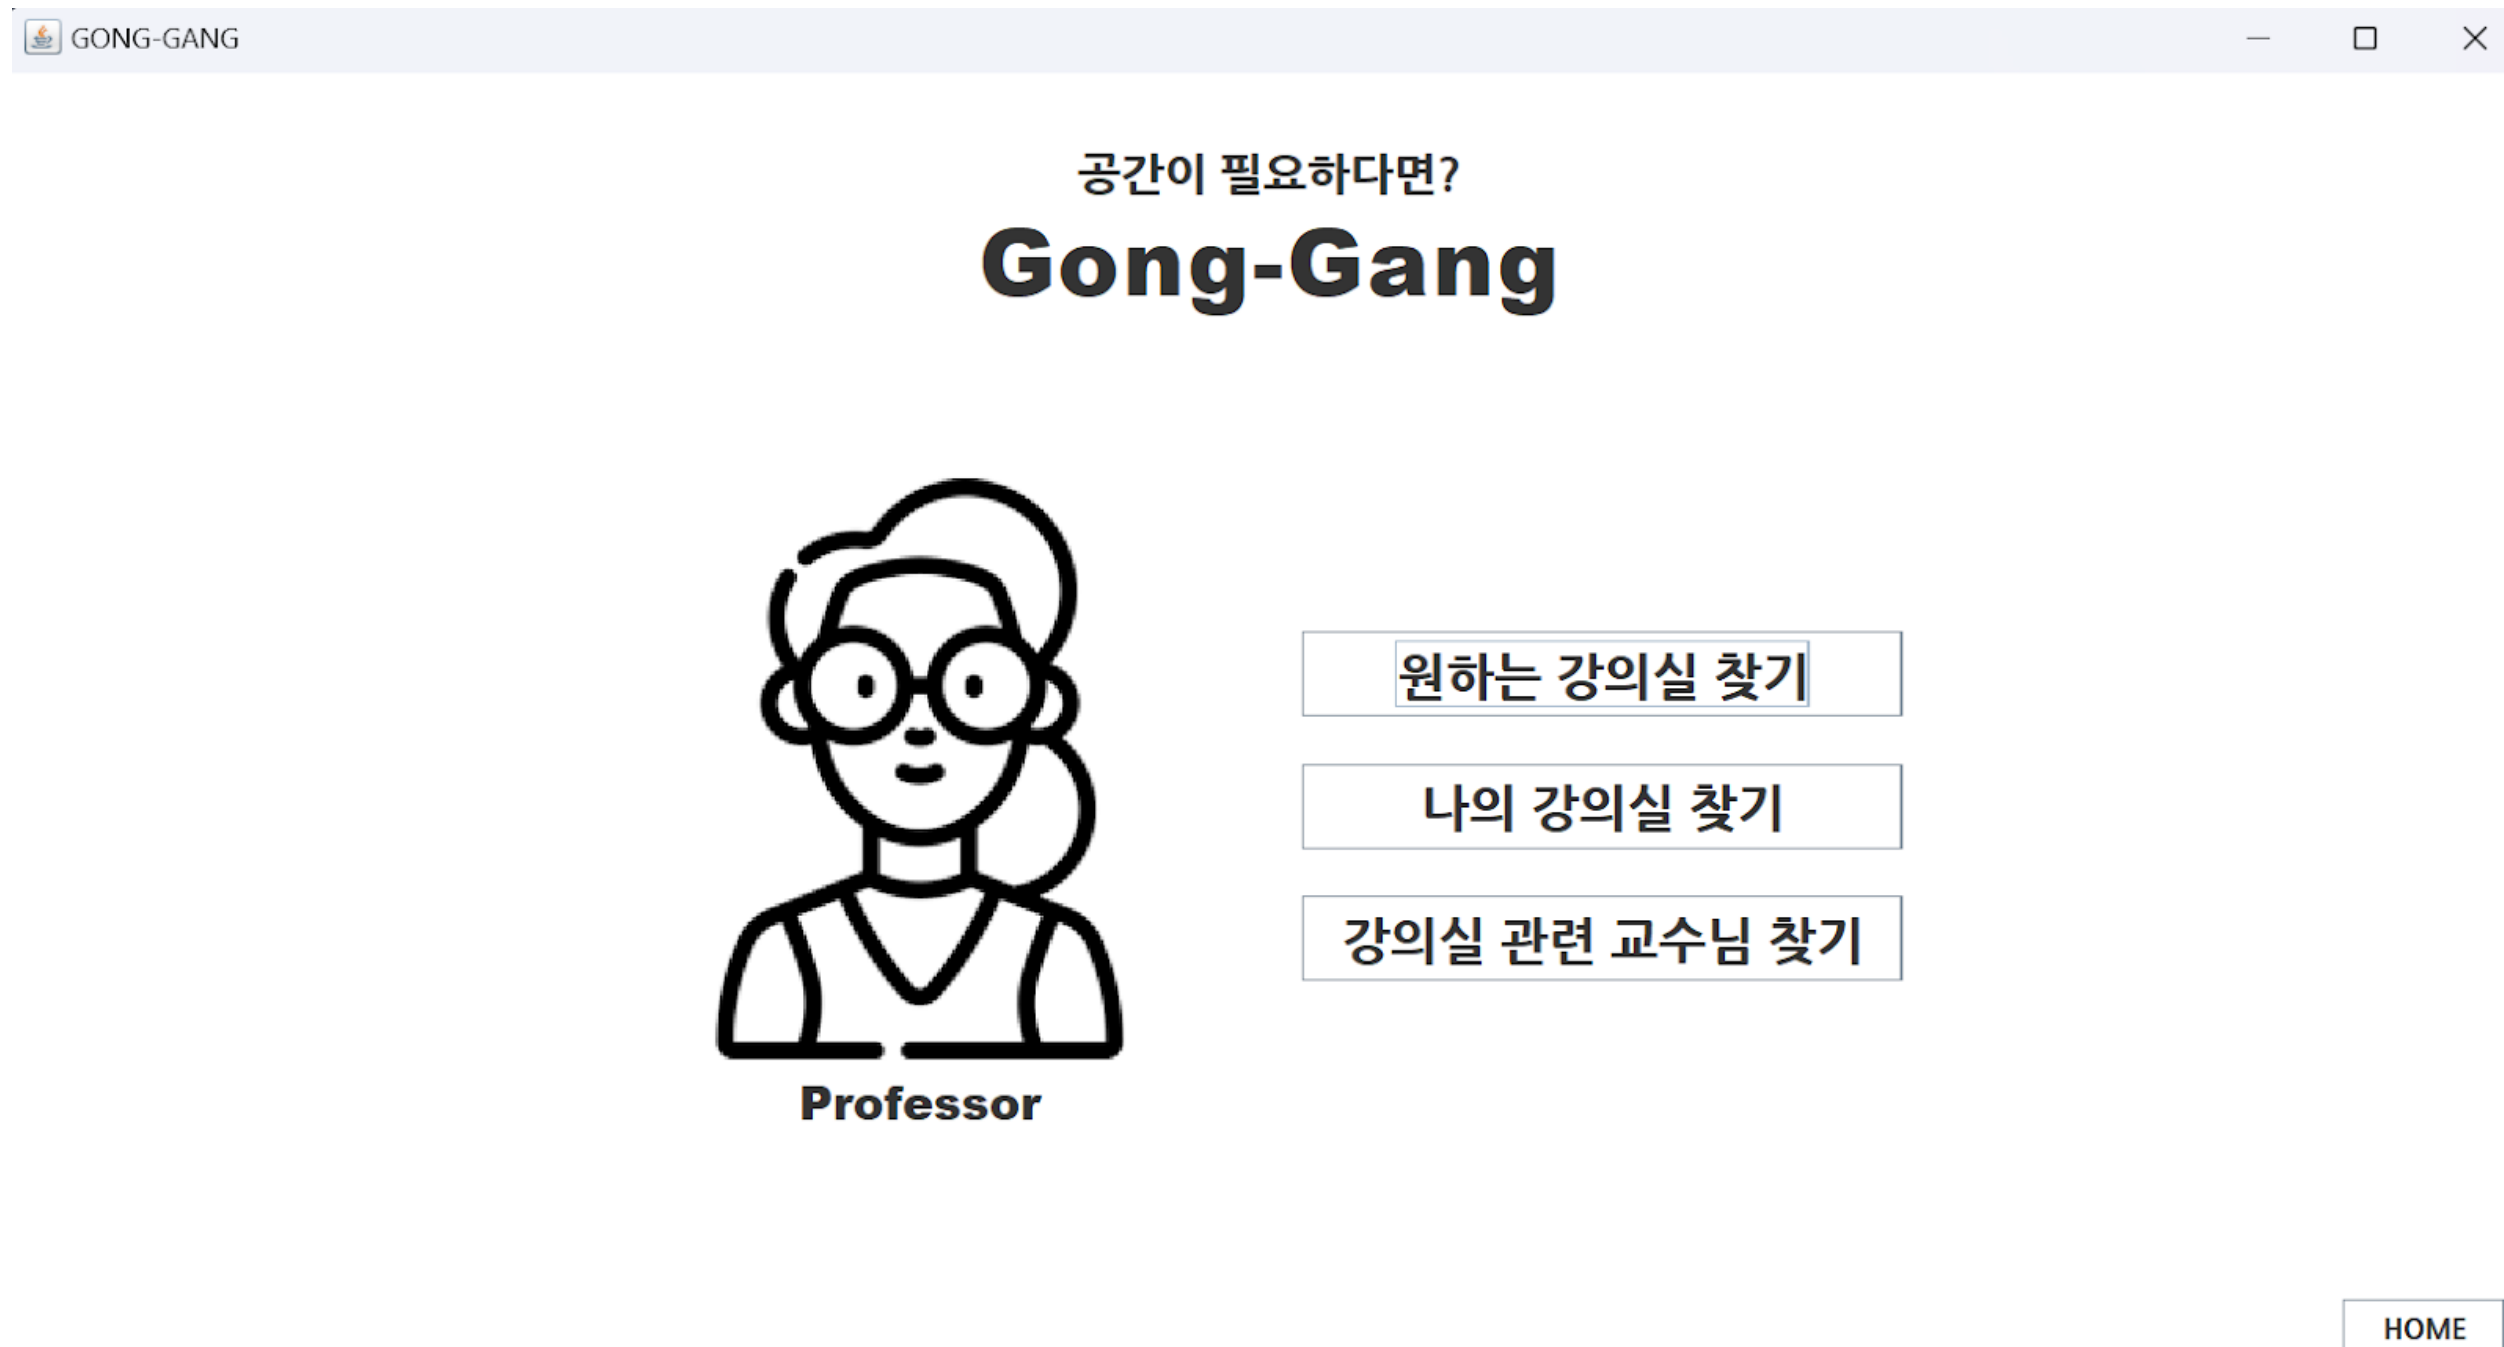 GONG-GANG
공간이 필요하다면?
Gong-Gang
원하는 강의실 찾기
나의 강의실 찾기
강의실 관련 교수님 찾기
Professor
HOME